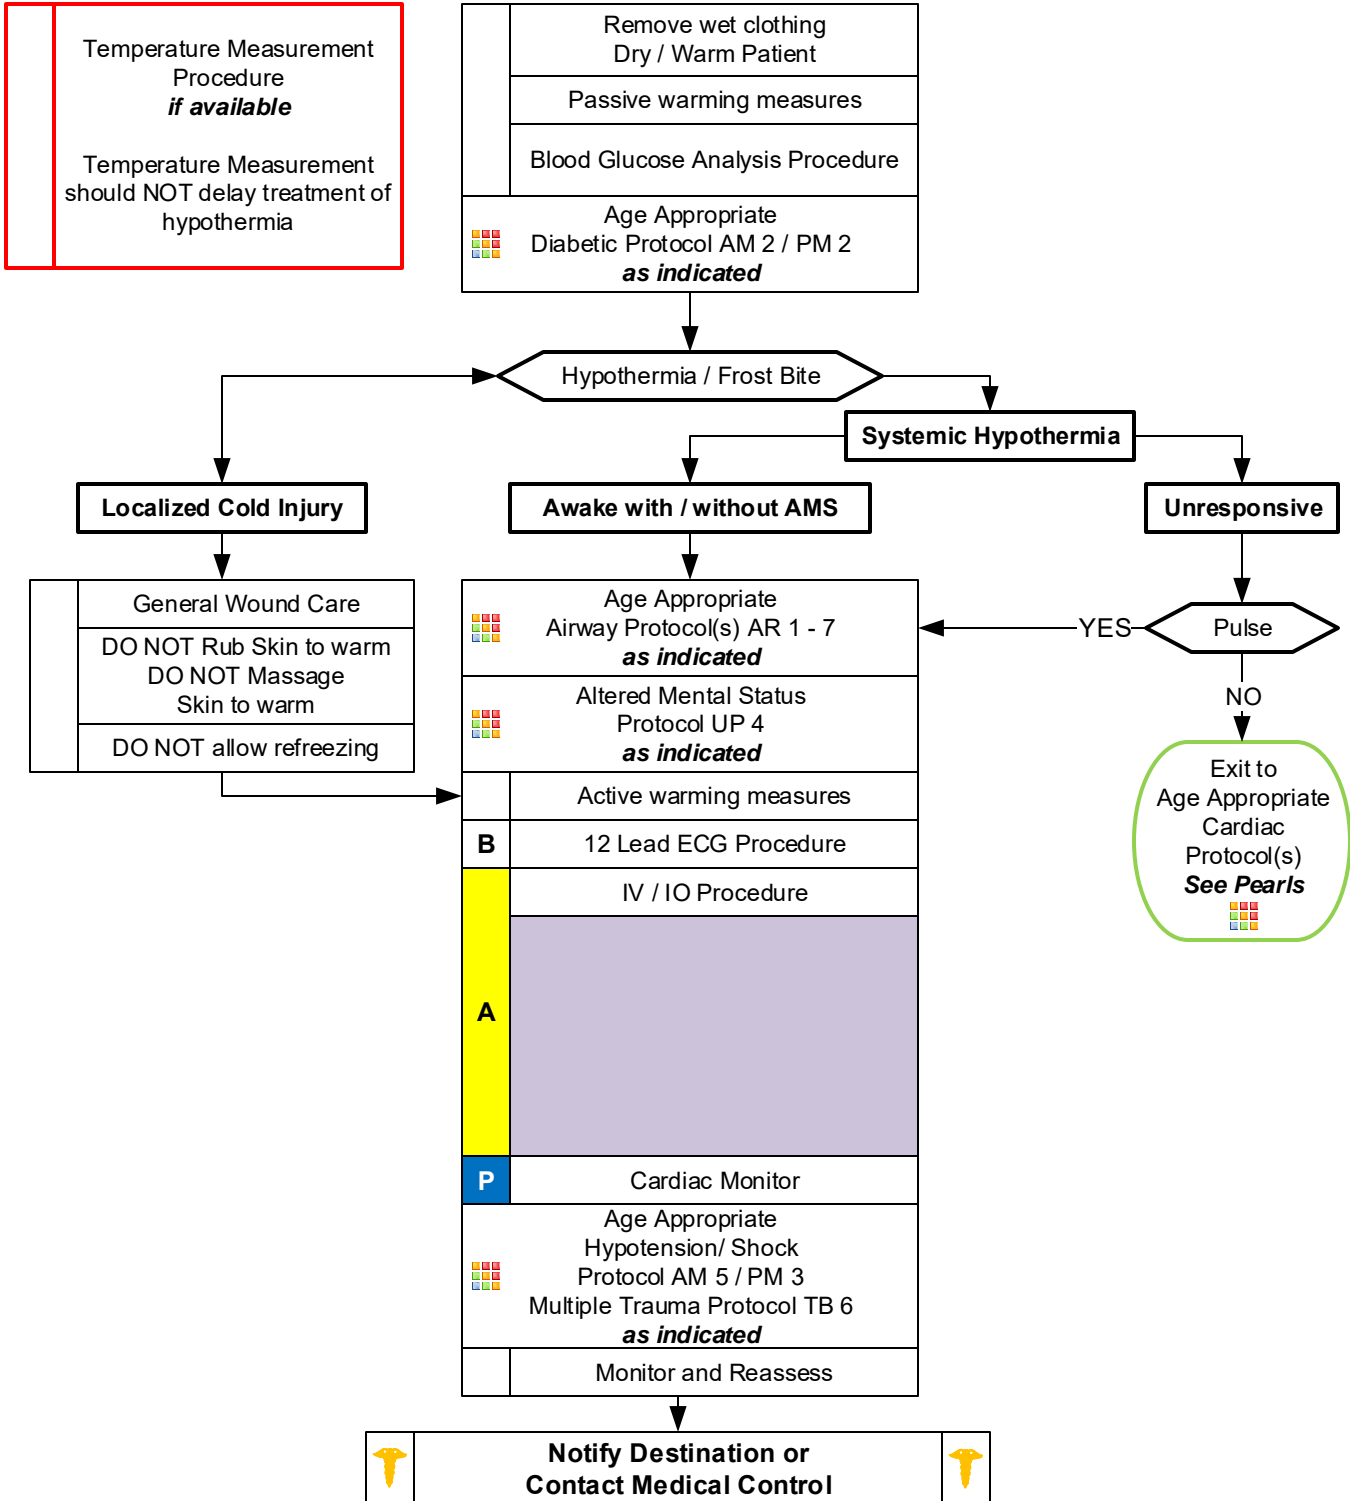 Temperature Measurement
Procedure
if available
Temperature Measurement
should NOT delay treatment of
hypothermia
Remove wet clothing
Dry / Warm Patient
Passive warming measures
Blood Glucose Analysis Procedure
Age Appropriate
Diabetic Protocol AM 2 / PM 2
as indicated
Hypothermia / Frost Bite
Systemic Hypothermia
Localized Cold Injury
Awake with / without AMS
Unresponsive
General Wound Care
DO NOT Rub Skin to warm
DO NOT Massage
Skin to warm
DO NOT allow refreezing
Age Appropriate
Airway Protocol(s) AR 1 - 7
as indicated
YES
Pulse
NO
Altered Mental Status
Protocol UP 4
as indicated
Exit to
Age Appropriate
Cardiac
Protocol(s)
See Pearls
Active warming measures
B
12 Lead ECG Procedure
IV / IO Procedure
A
P
Cardiac Monitor
Age Appropriate
Hypotension/ Shock
Protocol AM 5 / PM 3
Multiple Trauma Protocol TB 6
as indicated
Monitor and Reassess
Notify Destination or
Contact Medical Control